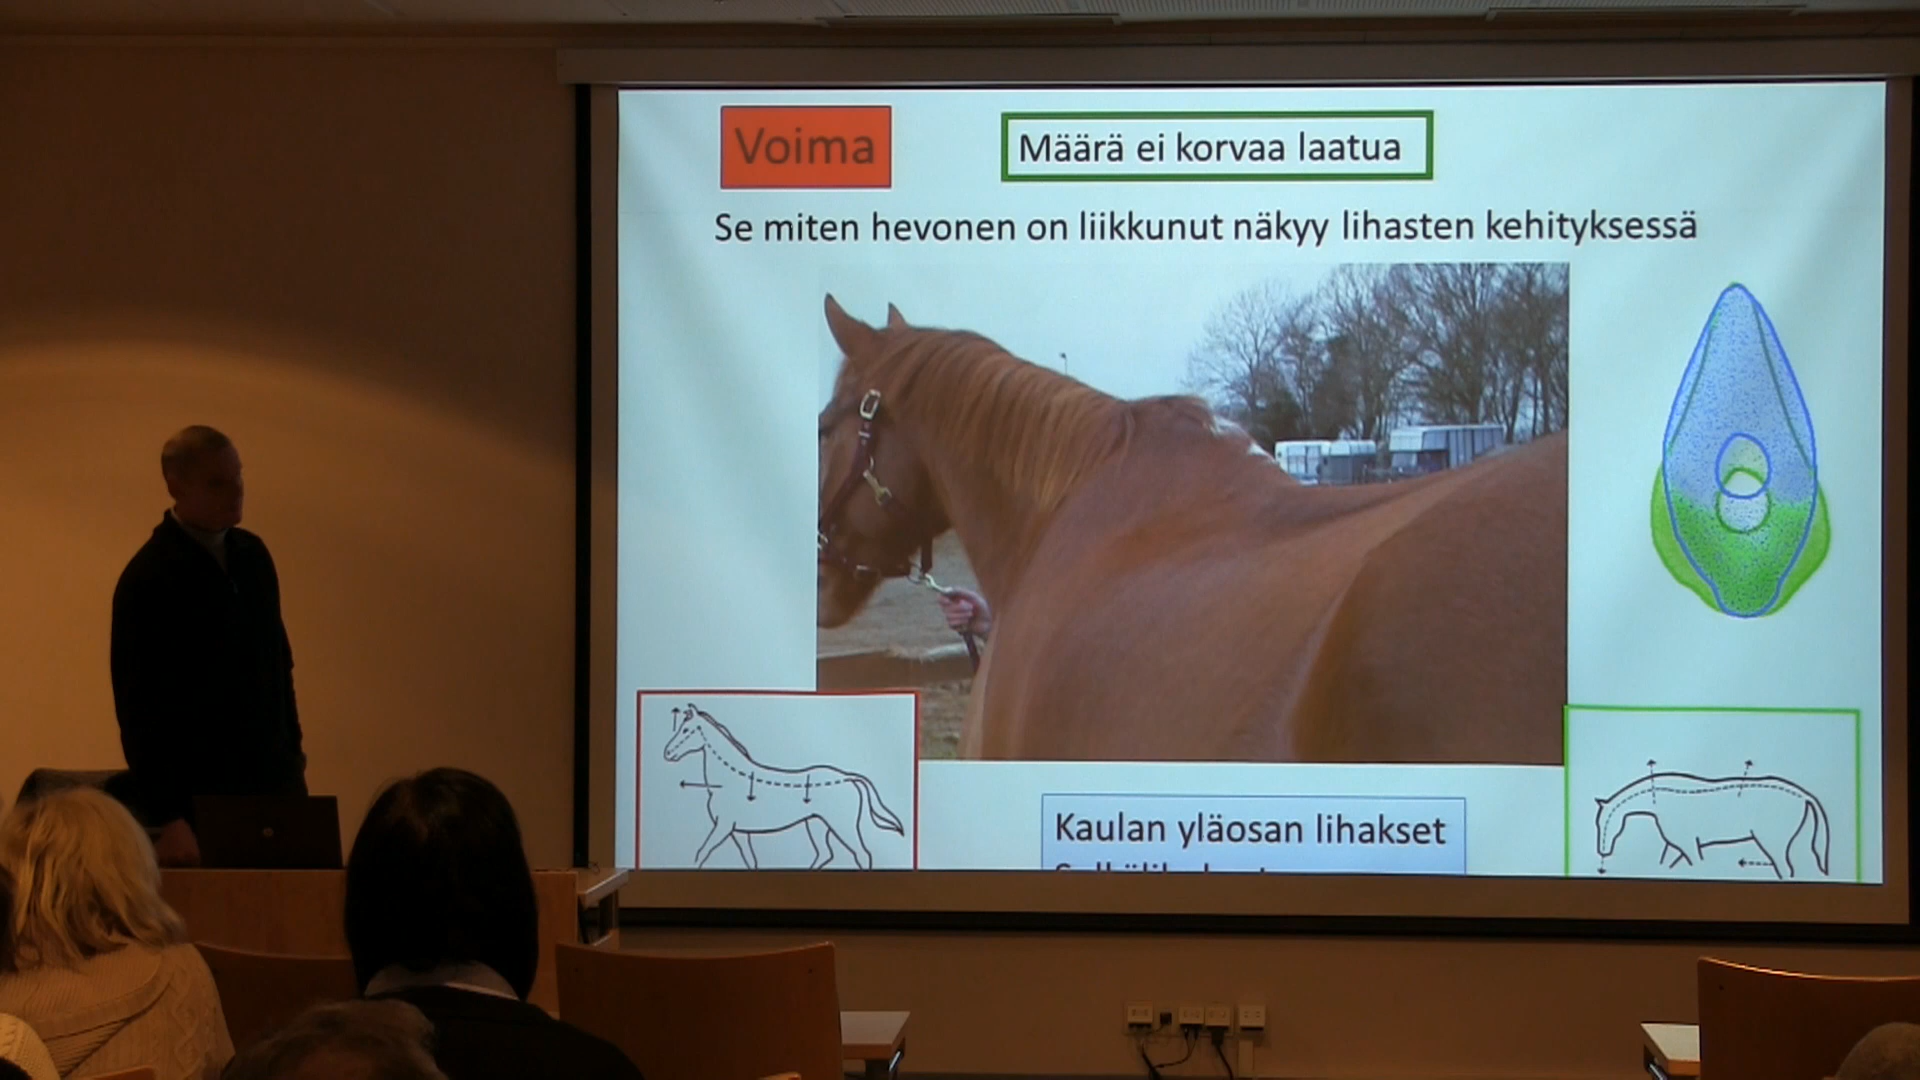 Voima
Määrä ei korvaa laatua
Se miten hevonen on liikkunut näkyy lihasten kehityksessä
Kaulan yläosan lihakset